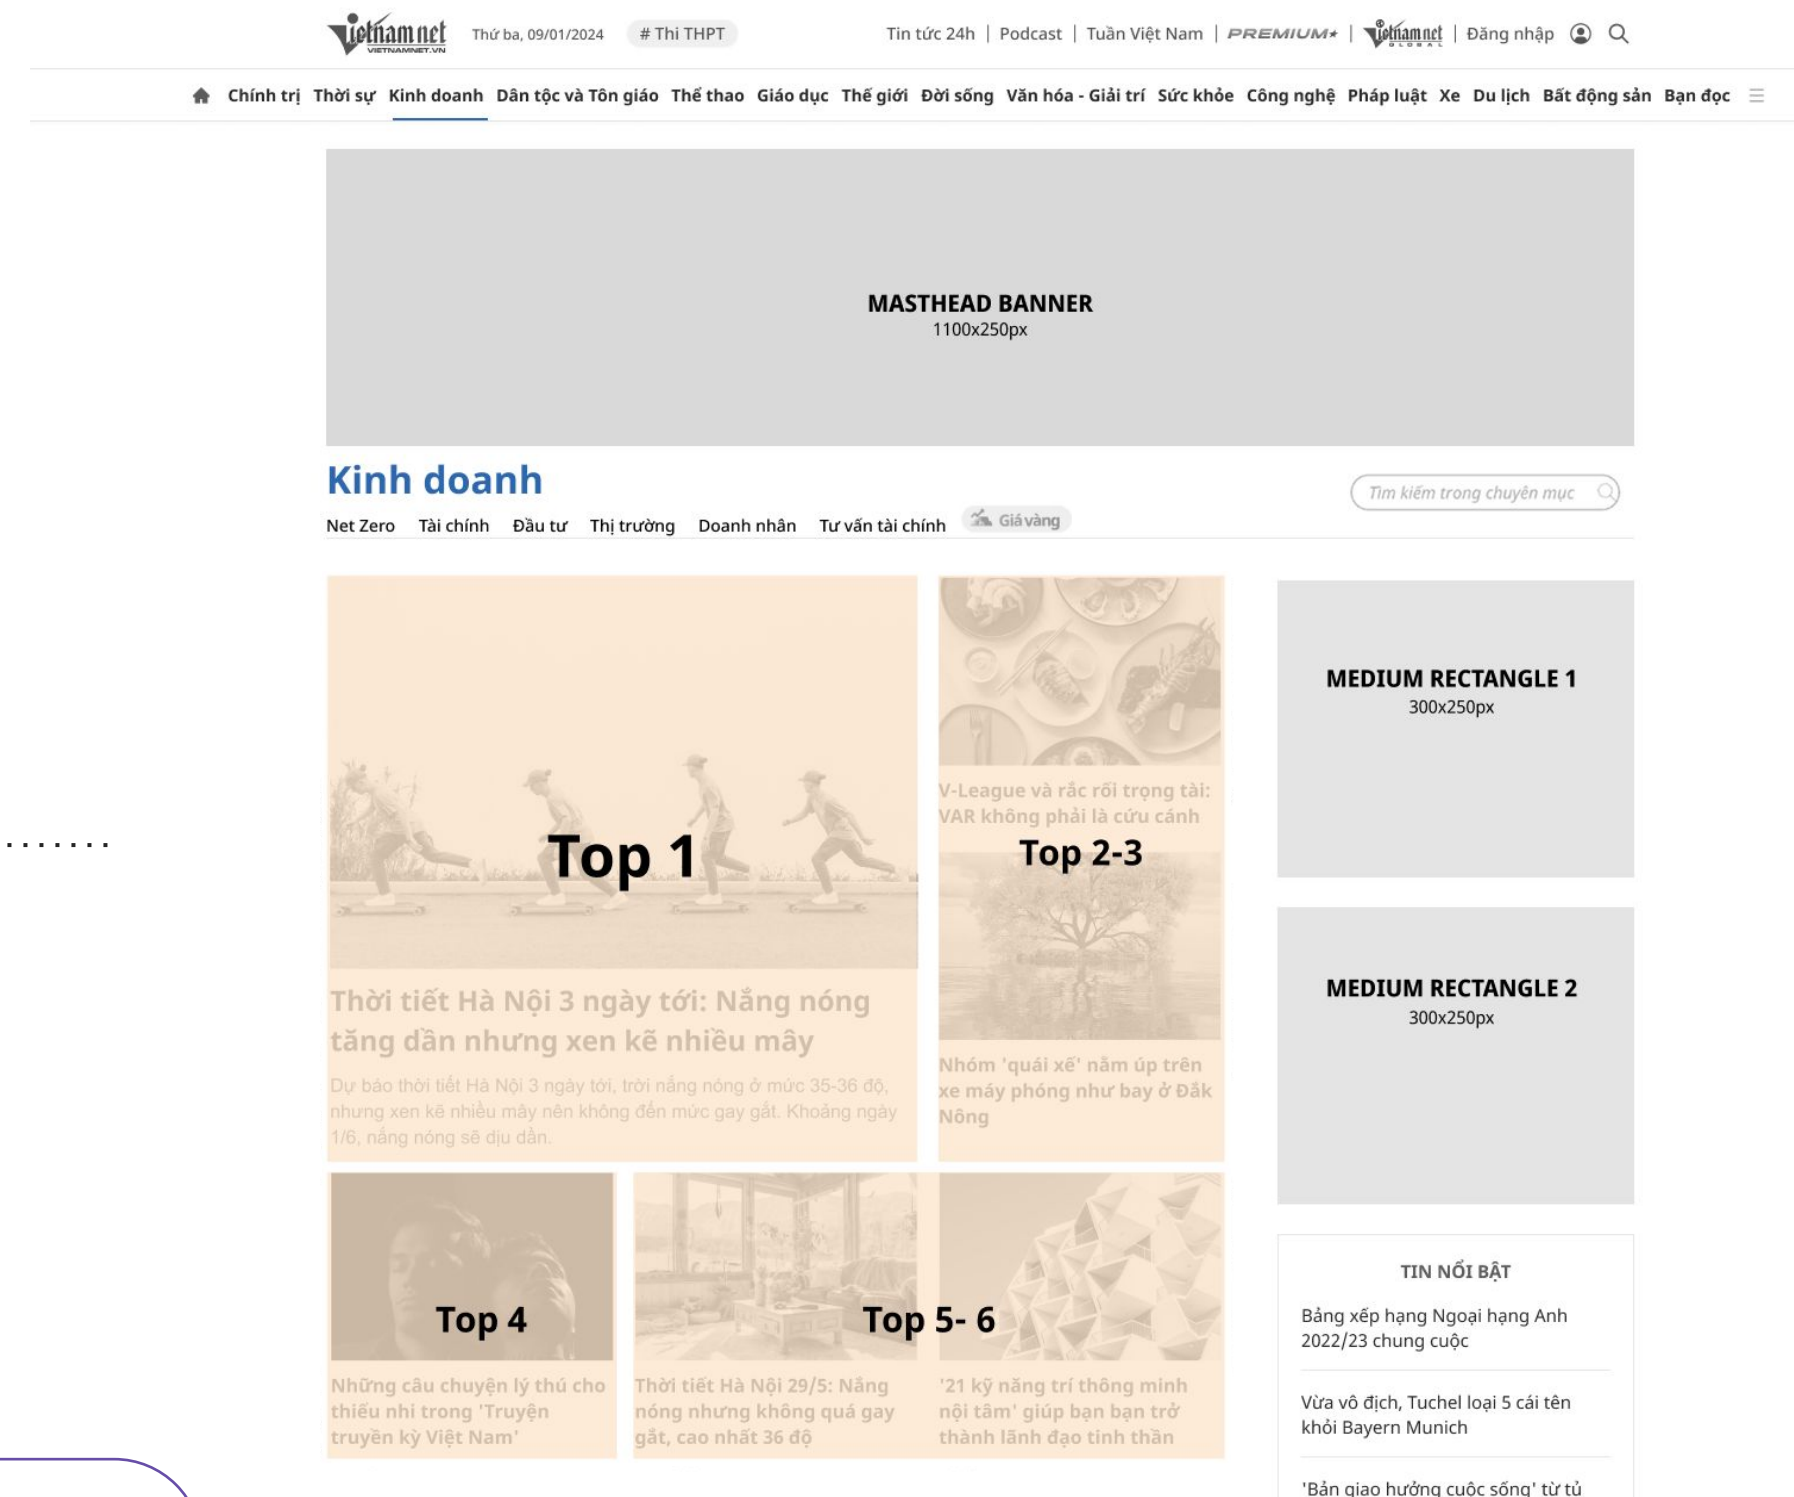 Vietnamnet
VIETNAMNET.VN
Thứ ba, 09/01/2024
# Thi THPT
Tin tức 24h | Podcast | Tuần Việt Nam | PREMIUM | Vietnamnet GLOBAL | Đăng nhập
Chính trị Thời sự Kinh doanh Dân tộc và Tôn giáo Thể thao Giáo dục Thế giới Đời sống Văn hóa - Giải trí Sức khỏe Công nghệ Pháp luật Xe Du lịch Bất động sản Bạn đọc
MASTHEAD BANNER
1100x250px
Kinh doanh
Tìm kiếm trong chuyên mục
Net Zero Tài chính Đầu tư Thị trường Doanh nhân Tư vấn tài chính Giá vàng
Top 1
Thời tiết Hà Nội 3 ngày tới: Nắng nóng
tăng dần nhưng xen kẽ nhiều mây
Dự báo thời tiết Hà Nội 3 ngày tới, trời nắng nóng ở mức 35-36 độ,
nhưng xen kẽ nhiều mây nên không đến mức gay gắt. Khoảng ngày
1/6, nắng nóng sẽ dịu dần.
V-League và rắc rối trọng tài:
VAR không phải là cứu cánh
Top 2-3
Nhóm 'quái xế' nằm úp trên
xe máy phóng như bay ở Đắk
Nông
MEDIUM RECTANGLE 1
300x250px
MEDIUM RECTANGLE 2
300x250px
Top 4
Những câu chuyện lý thú cho
thiếu nhi trong 'Truyện
truyền kỳ Việt Nam'
Top 5- 6
Thời tiết Hà Nội 29/5: Nắng
nóng nhưng không quá gay
gắt, cao nhất 36 độ
'21 kỹ năng trí thông minh
nội tâm' giúp bạn bạn trở
thành lãnh đạo tinh thần
TIN NỔI BẬT
Bảng xếp hạng Ngoại hạng Anh
2022/23 chung cuộc
Vừa vô địch, Tuchel loại 5 cái tên
khỏi Bayern Munich
'Bản giao hưởng cuộc sống' từ tủ